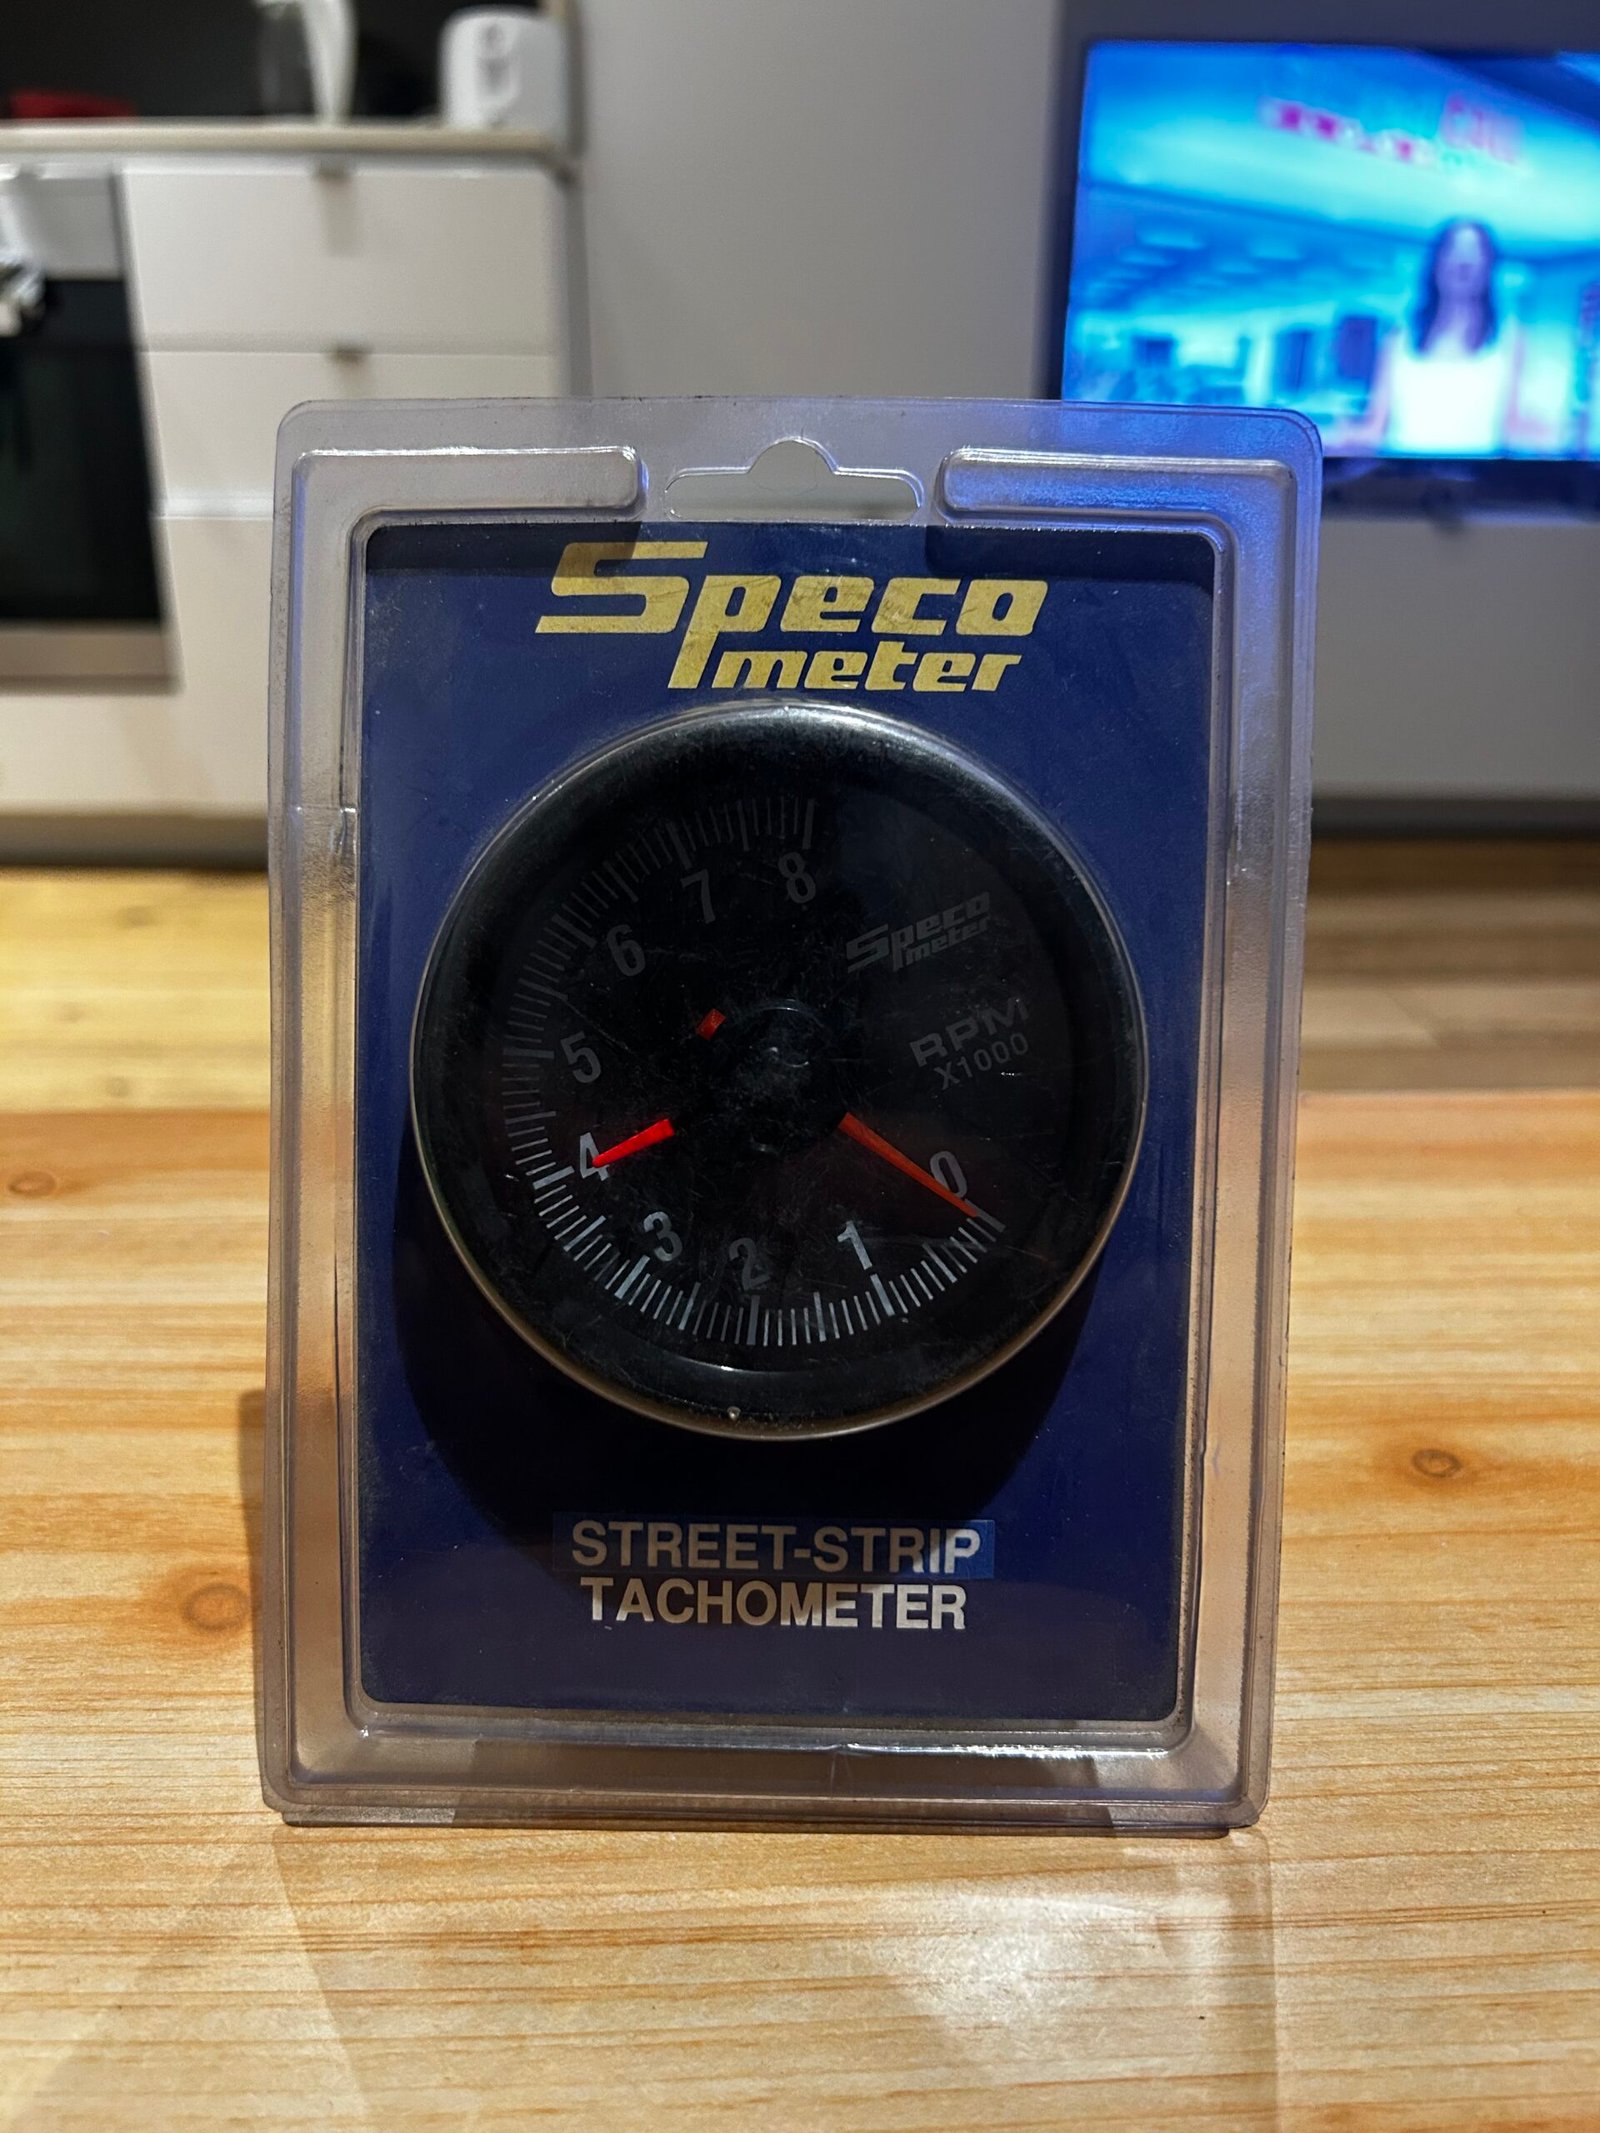 Speco
meter
8
7
6
Speco
meter
RPM
X1000
5
4
0
3
2
1
STREET-STRIP
TACHOMETER